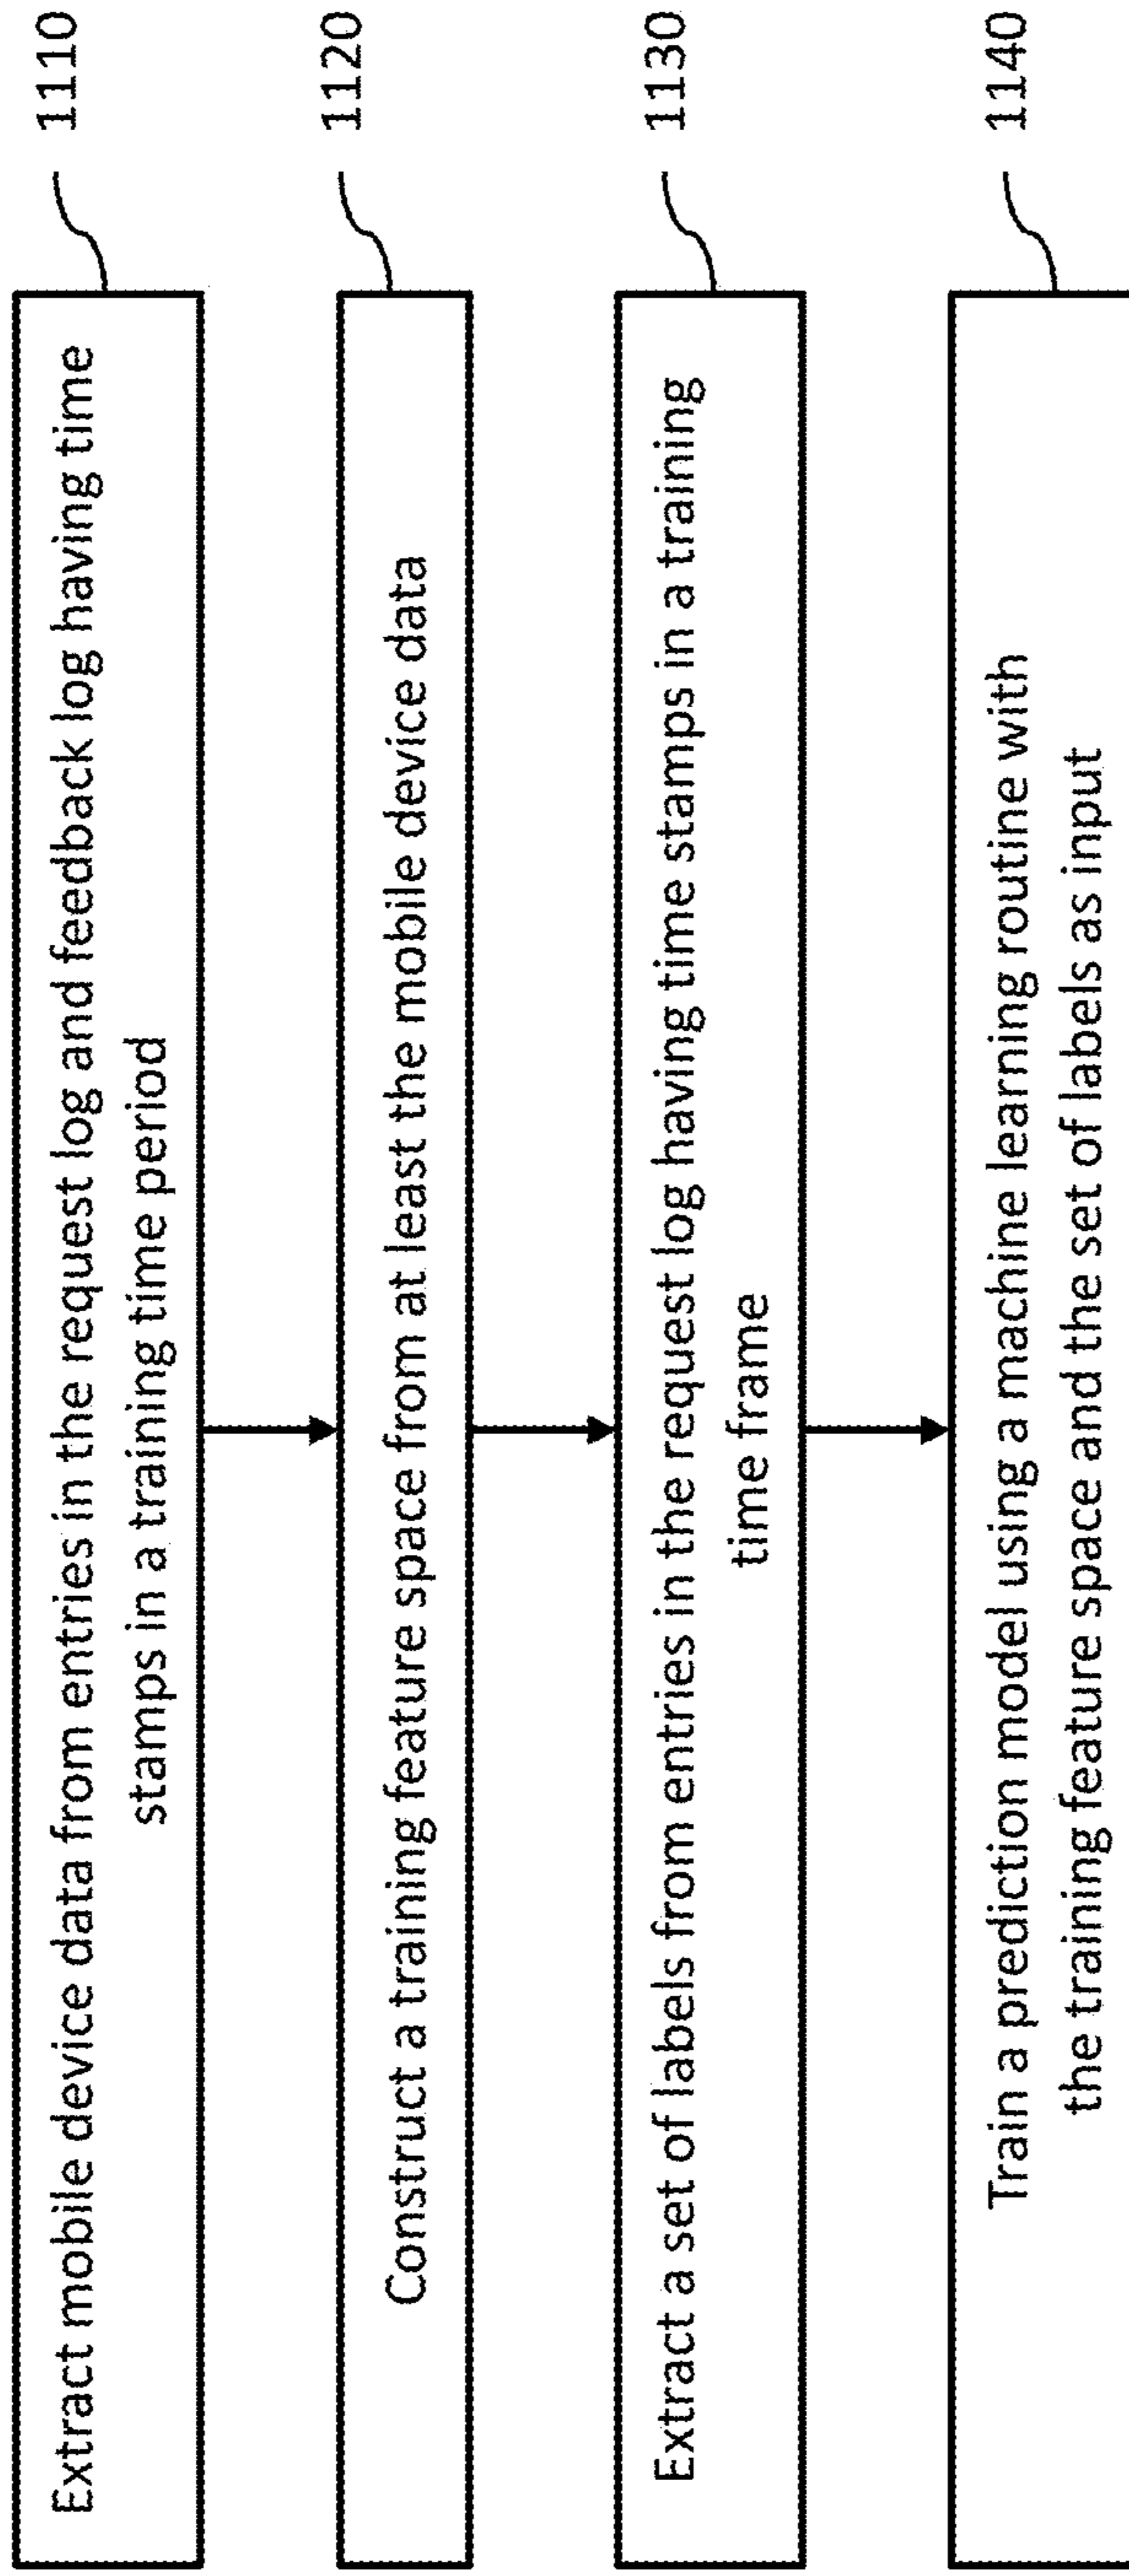 Extract mobile device data from entries in the request log and feedback log having time
stamps in a training time period
1110
Construct a training feature space from at least the mobile device data
1120
Extract a set of labels from entries in the request log having time stamps in a training
time frame
1130
Train a prediction model using a machine learning routine with
the training feature space and the set of labels as input
1140